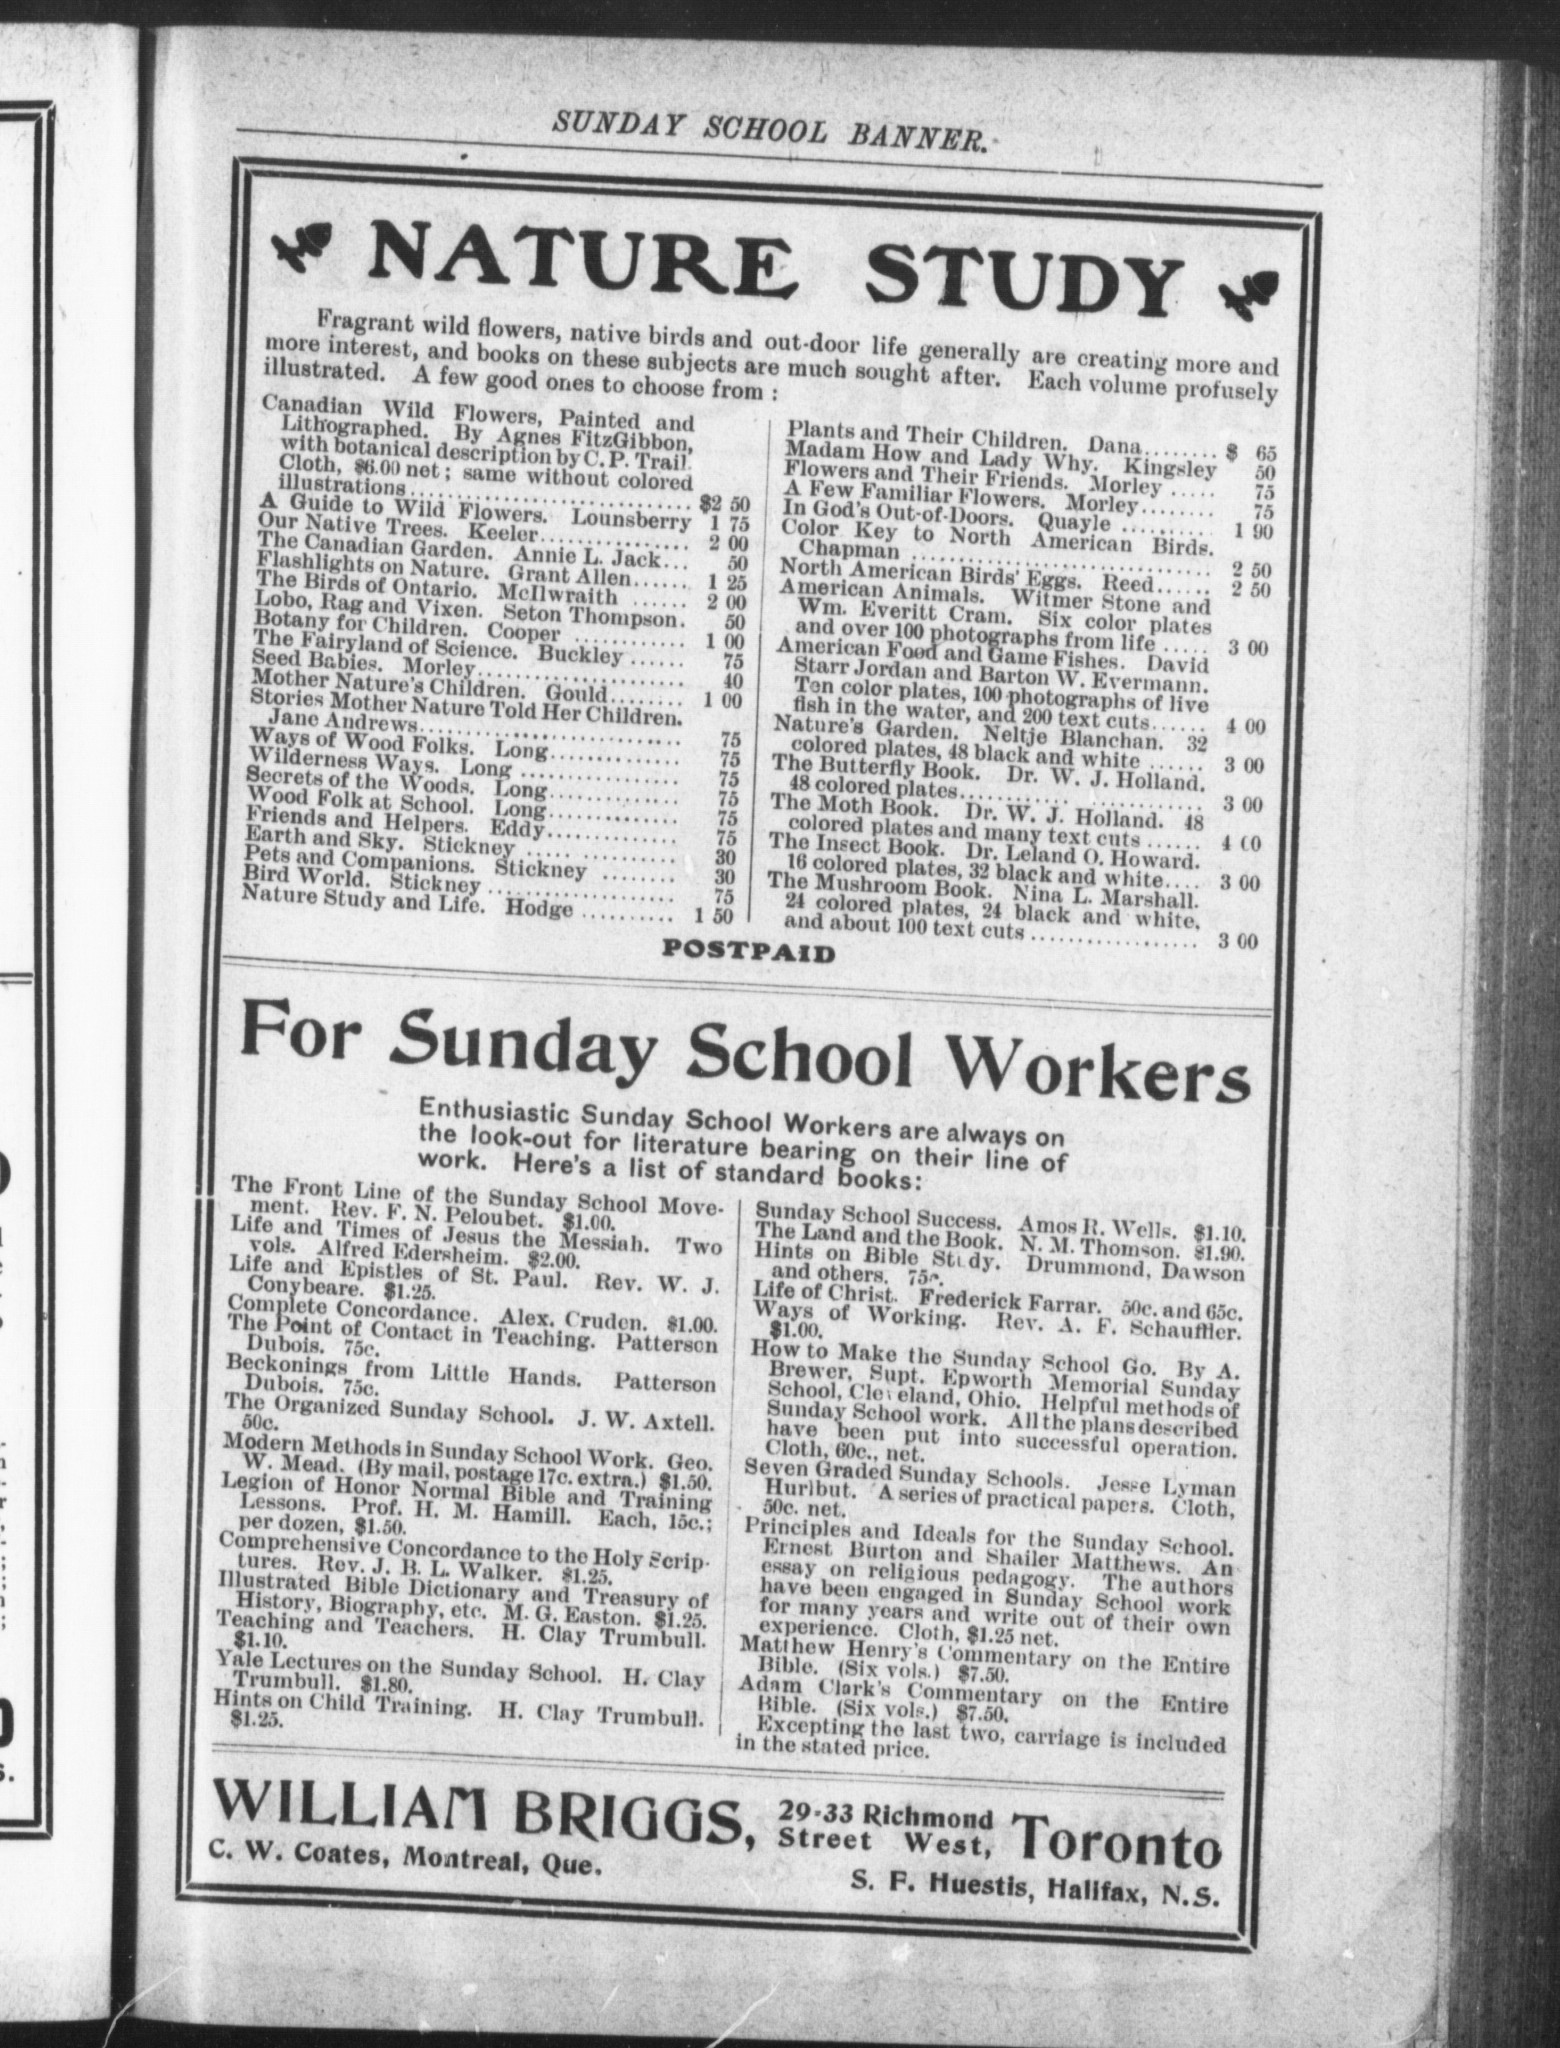 SUNDAY SCHOOL BANNER.
NATURE STUDY
Fragrant wild flowers, native birds and out-door life generally are creating more and
more interest, and books on these subjects are much sought after. Each volume profusely
illustrated. A few good ones to choose from :
Canadian Wild Flowers, Painted and
Lithographed. By Agnes FitzGibbon,
with botanical description by C. P. Trail.
Cloth, $6.00 net; same without colored
illustrations............................ $2 50
A Guide to Wild Flowers. Lounsberry 1 75
Our Native Trees. Keeler................ 2 00
The Canadian Garden. Annie L. Jack... 50
Flashlights on Nature. Grant Allen...... 1 25
The Birds of Ontario. McIlwraith ...... 2 00
Lobo, Rag and Vixen. Seton Thompson. 50
Botany for Children. Cooper ............ 1 00
The Fairyland of Science. Buckley ...... 75
Seed Babies. Morley...................... 40
Mother Nature's Children. Gould........ 1 00
Stories Mother Nature Told Her Children.
Jane Andrews............................ 75
Ways of Wood Folks. Long.............. 75
Wilderness Ways. Long ................. 75
Secrets of the Woods. Long.............. 75
Wood Folk at School. Long.............. 75
Friends and Helpers. Eddy.............. 75
Earth and Sky. Stickney ..... .......... 30
Pets and Companions. Stickney ........ 30
Bird World. Stickney .................... 75
Nature Study and Life. Hodge .......... 1 50
Plants and Their Children. Dana........ $ 65
Madam How and Lady Why. Kingsley 50
Flowers and Their Friends. Morley ..... 75
A Few Familiar Flowers. Morley........ 75
In God's Out-of-Doors. Quayle .......... 1 90
Color Key to North American Birds.
Chapman ................................ 2 50
North American Birds' Eggs. Reed...... 2 50
American Animals. Witmer Stone and
Wm. Everitt Cram. Six color plates
and over 100 photographs from life ..... 3 00
American Food and Game Fishes. David
Starr Jordan and Barton W. Evermann.
Ten color plates, 100 photographs of live
fish in the water, and 200 text cuts...... 4 00
Nature's Garden. Neltje Blanchan. 32
colored plates, 48 black and white ...... 3 00
The Butterfly Book. Dr. W. J. Holland.
48 colored plates............ ............ 3 00
The Moth Book. Dr. W. J. Holland. 48
colored plates and many text cuts ...... 4 00
The Insect Book. Dr. Leland O. Howard.
16 colored plates, 32 black and white.... 3 00
The Mushroom Book. Nina L. Marshall.
24 colored plates, 24 black and white,
and about 100 text cuts .................. 3 00
POSTPAID
For Sunday School Workers
Enthusiastic Sunday School Workers are always on
the look-out for literature bearing on their line of
work. Here's a list of standard books:
The Front Line of the Sunday School Move-
ment. Rev. F. N. Peloubet. $1.00.
Life and Times of Jesus the Messiah. Two
vols. Alfred Edersheim. $2.00.
Life and Epistles of St. Paul. Rev. W. J.
Conybeare. $1.25.
Complete Concordance. Alex. Cruden. $1.00.
The Point of Contact in Teaching. Patterson
Dubois. 75c.
Beckonings from Little Hands. Patterson
Dubois. 75c.
The Organized Sunday School. J. W. Axtell.
50c.
Modern Methods in Sunday School Work. Geo.
W. Mead. (By mail, postage 17c. extra.) $1.50.
Legion of Honor Normal Bible and Training
Lessons. Prof. H. M. Hamill. Each, 15c.;
per dozen, $1.50.
Comprehensive Concordance to the Holy Scrip-
tures. Rev. J. B. L. Walker. $1.25.
Illustrated Bible Dictionary and Treasury of
History, Biography, etc. M. G. Easton. $1.25.
Teaching and Teachers. H. Clay Trumbull.
$1.10.
Yale Lectures on the Sunday School. H. Clay
Trumbull. $1.80.
Hints on Child Training. H. Clay Trumbull.
$1.25.
Sunday School Success. Amos R. Wells. $1.10.
The Land and the Book. N. M. Thomson. $1.90.
Hints on Bible Study. Drummond, Dawson
and others. 75c.
Life of Christ. Frederick Farrar. 50c. and 65c.
Ways of Working. Rev. A. F. Schauffler.
$1.00.
How to Make the Sunday School Go. By A.
Brewer, Supt. Epworth Memorial Sunday
School, Cleveland, Ohio. Helpful methods of
Sunday School work. All the plans described
have been put into successful operation.
Cloth, 60c., net.
Seven Graded Sunday Schools. Jesse Lyman
Hurlbut. A series of practical papers. Cloth,
50c. net.
Principles and Ideals for the Sunday School.
Ernest Burton and Shailer Matthews. An
essay on religious pedagogy. The authors
have been engaged in Sunday School work
for many years and write out of their own
experience. Cloth, $1.25 net.
Matthew Henry's Commentary on the Entire
Bible. (Six vols.) $7.50.
Adam Clark's Commentary on the Entire
Bible. (Six vols.) $7.50.
Excepting the last two, carriage is included
in the stated price.
WILLIAM BRIGGS, 29-33 Richmond Street West, Toronto
C. W. Coates, Montreal, Que.
S. F. Huestis, Halifax, N.S.